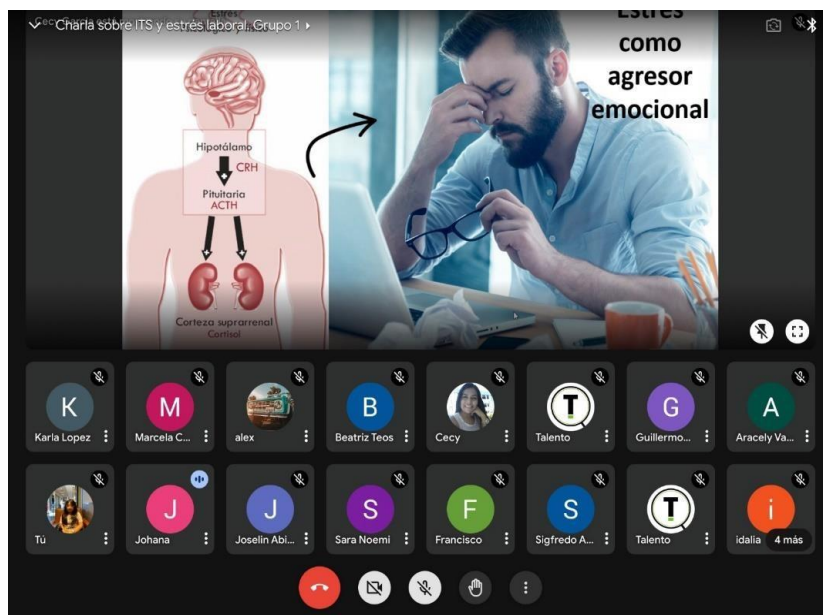 Charla sobre ITS y estrés laboral. Grupo 1
Estrés
como
agresor
emocional
Hipotálamo
CRH
Pituitaria
ACTH
Corteza suprarrenal
Cortisol
K
M
B
T
G
A
Karla Lopez
Marcela C...
alex
Beatriz Teos
Cecy
Talento
Guillermo...
Aracely Va...
J
J
S
F
S
T
i
Tú
Johana
Joselin Abi...
Sara Noemi
Francisco
Sigfredo A...
Talento
idalia
4 más